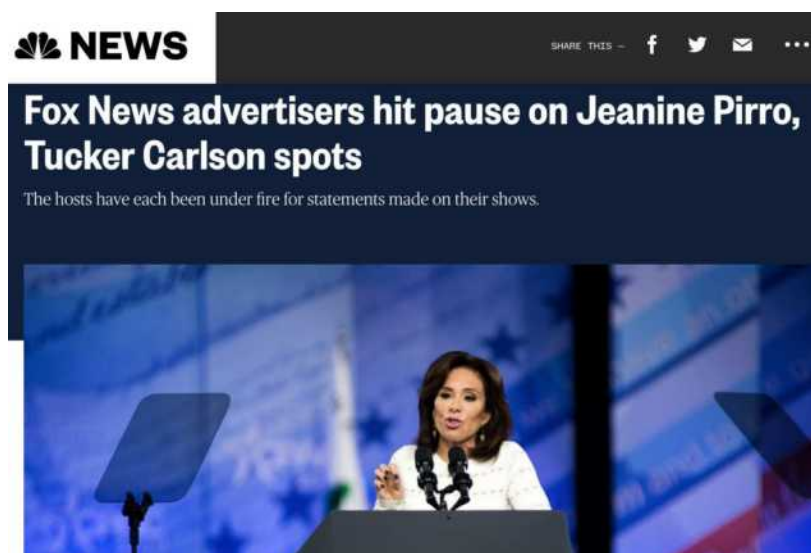 NEWS
SHARE THIS –
Fox News advertisers hit pause on Jeanine Pirro,
Tucker Carlson spots
The hosts have each been under fire for statements made on their shows.